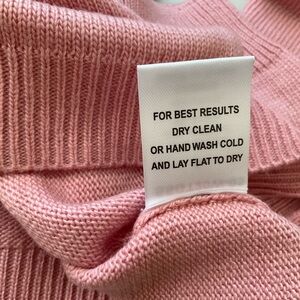 FOR BEST RESULTS
DRY CLEAN
OR HAND WASH COLD
AND LAY FLAT TO DRY